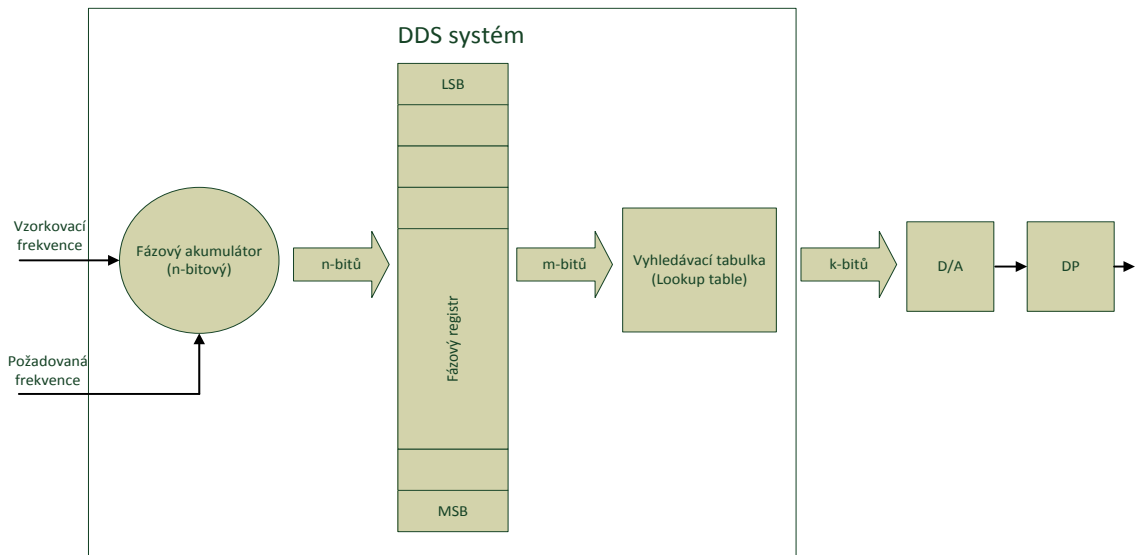 DDS systém
LSB
Vzorkovací
frekvence
Fázový akumulátor
(n-bitový)
n-bitů
Fázový registr
m-bitů
Vyhledávací tabulka
(Lookup table)
k-bitů
D/A
DP
Požadovaná
frekvence
MSB